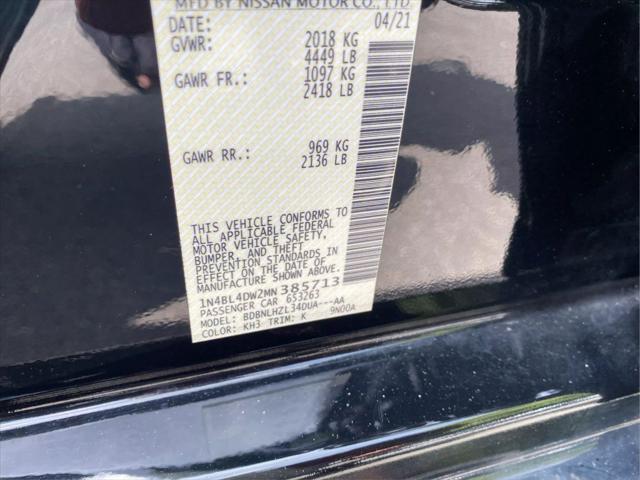 MFD BY NISSAN MOTOR CO., LTD.
DATE: 04/21
GVWR: 2018 KG
4449 LB
GAWR FR.: 1097 KG
2418 LB
GAWR RR.: 969 KG
2136 LB
THIS VEHICLE CONFORMS TO
ALL APPLICABLE FEDERAL
MOTOR VEHICLE SAFETY,
BUMPER, AND THEFT
PREVENTION STANDARDS IN
EFFECT ON THE DATE OF
MANUFACTURE SHOWN ABOVE.
1N4BL4DW2MN385713
PASSENGER CAR 653263
MODEL: BDBNLHZL34DUA---AA
COLOR: KH3 TRIM: K 9N00A